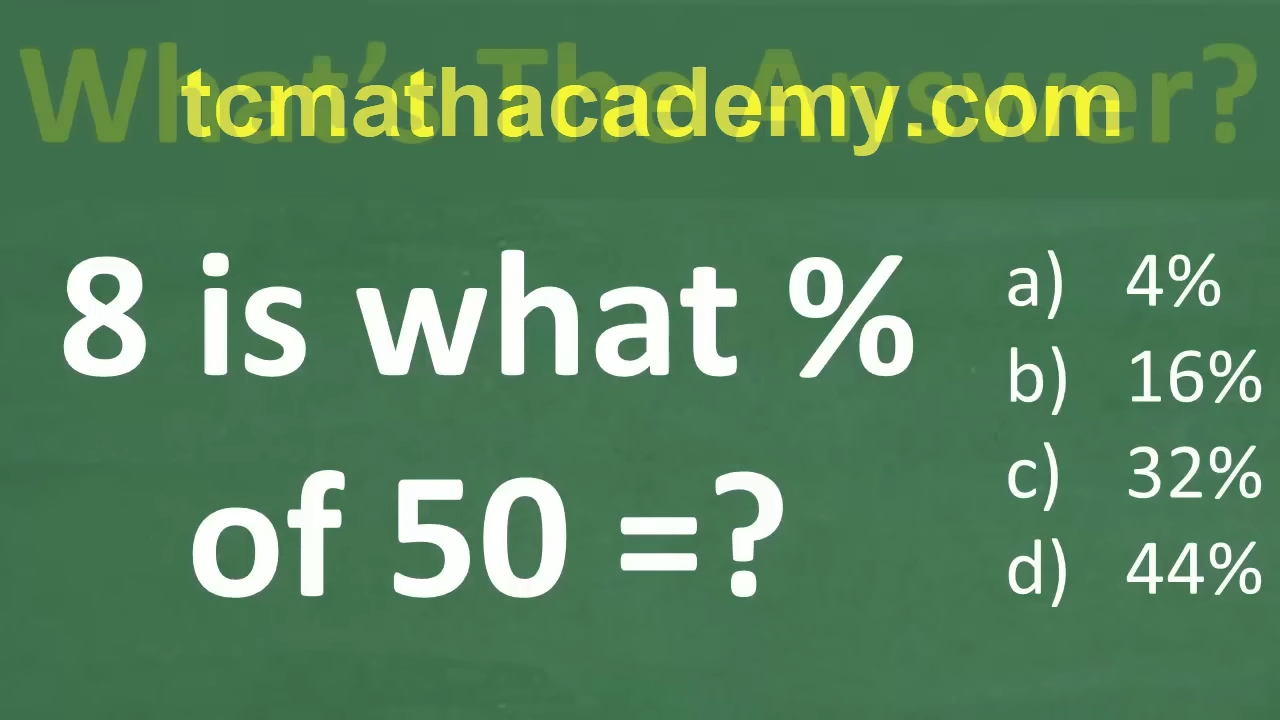 What's The Answer?
tcmathacademy.com
8 is what %
of 50 =?
a) 4%
b) 16%
c) 32%
d) 44%